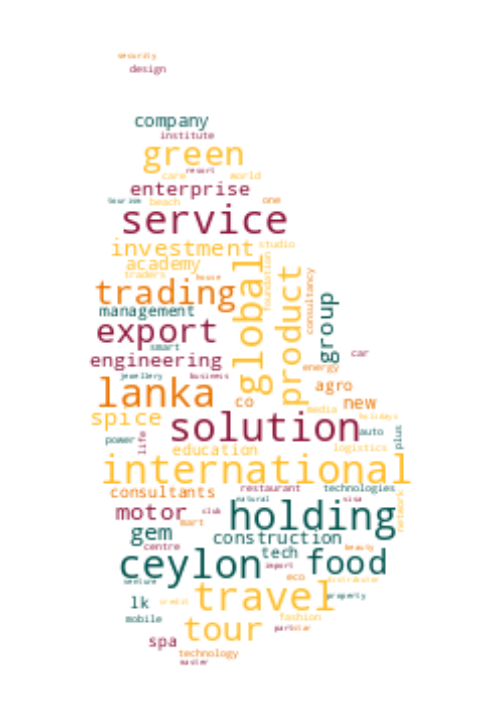 security
design
company
institute
green
resort
care world
enterprise
tourism beach one
service
investment studio
academy
traders house
global
foundation
product
consultancy
trading
management
group
export
smart
engineering
car
jewellery business
energy
lanka
agro
co
new
spice
media
holidays
solution
auto
plus
power
life
education
logistics
international
consultants
restaurant technologies
natural visa
network
motor club
holding
mart
gem
construction
centre
tech
beauty
ceylon
import
food
venture
eco distributor
travel
property
lk
credit
mobile
fashion
tour
spa
technology
master